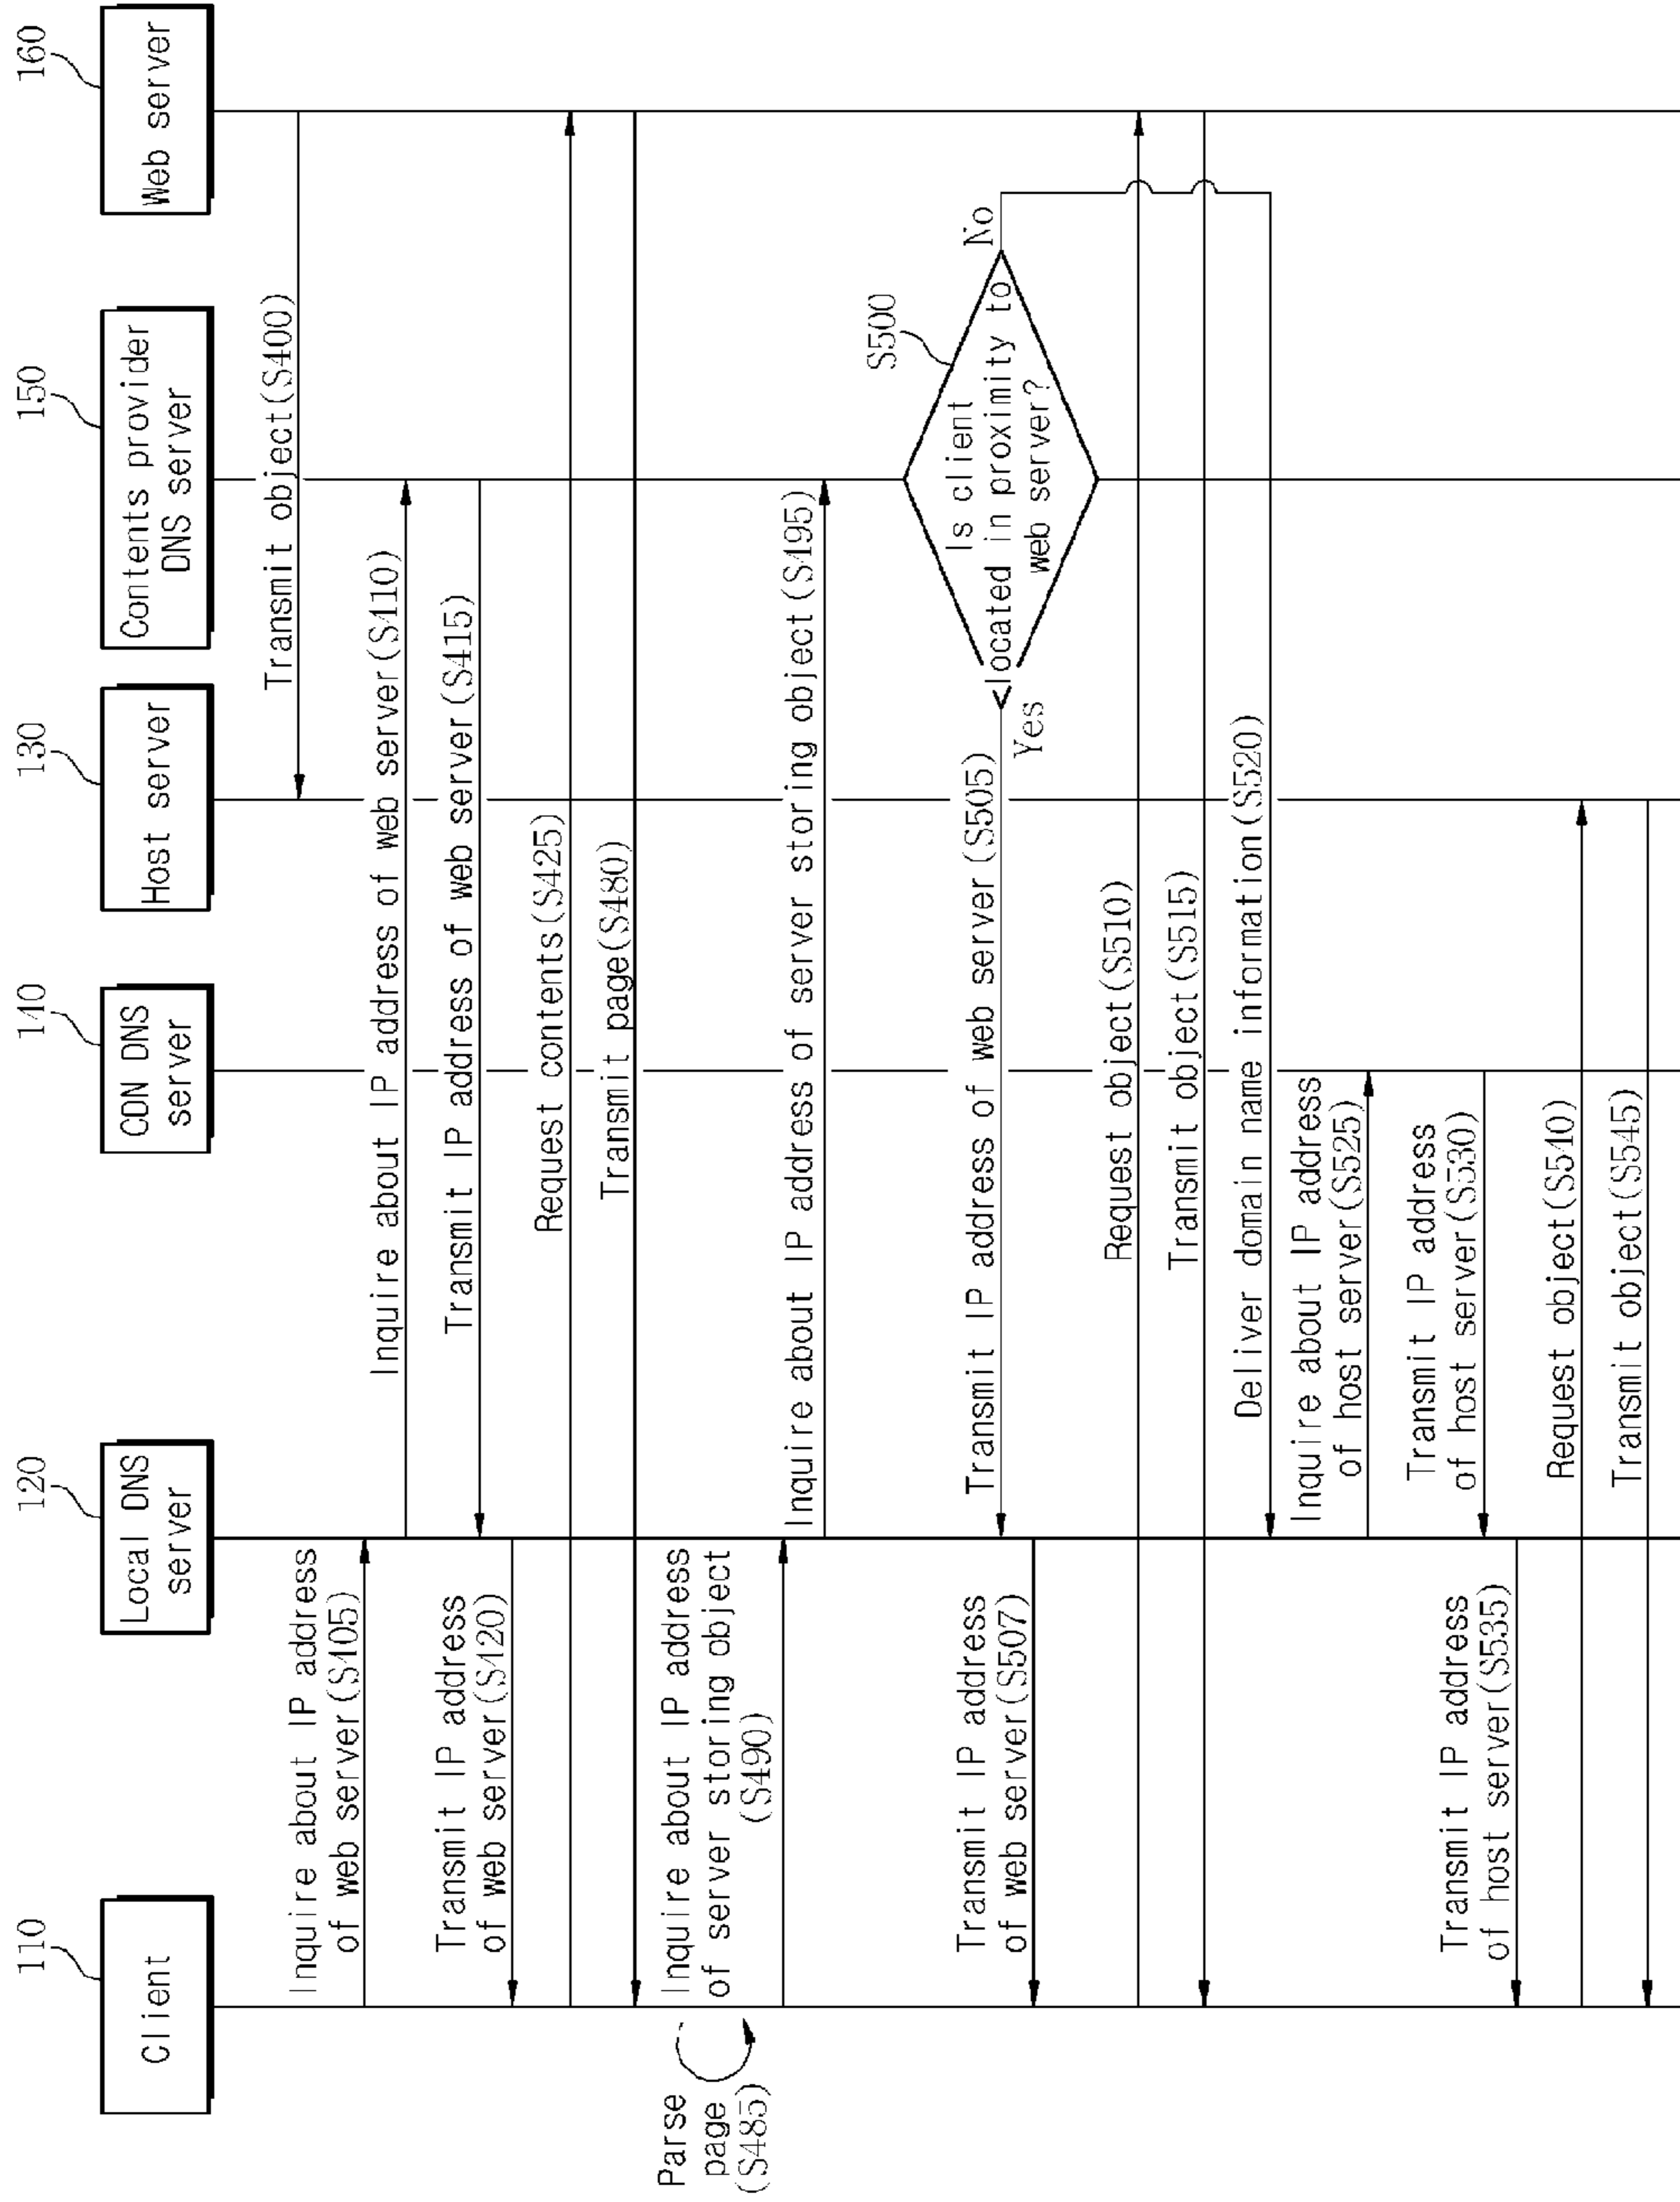 110
Client
120
Local DNS
server
140
CDN DNS
server
130
Host server
150
Contents provider
DNS server
160
Web server
Transmit object(S400)
Inquire about IP address
of web server(S405)
Inquire about IP address of web server(S410)
Transmit IP address of web server(S415)
Transmit IP address
of web server(S420)
Request contents(S425)
Transmit page(S480)
Parse
page
(S485)
Inquire about IP address
of server storing object
(S490)
Inquire about IP address of server storing object(S495)
S500
Is client
located in proximity to
web server?
Yes
No
Transmit IP address of web server(S505)
Transmit IP address
of web server(S507)
Request object(S510)
Transmit object(S515)
Deliver domain name information(S520)
Inquire about IP address
of host server(S525)
Transmit IP address
of host server(S530)
Transmit IP address
of host server(S535)
Request object(S540)
Transmit object(S545)